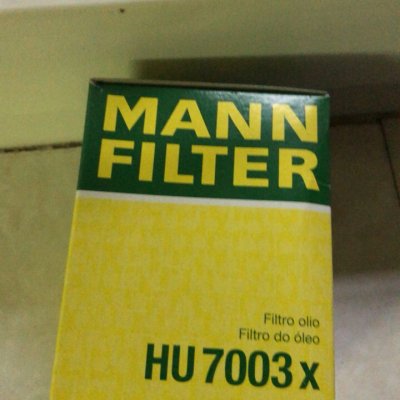 MANN
FILTER
Filtro olio
Filtro do óleo
HU 7003 x